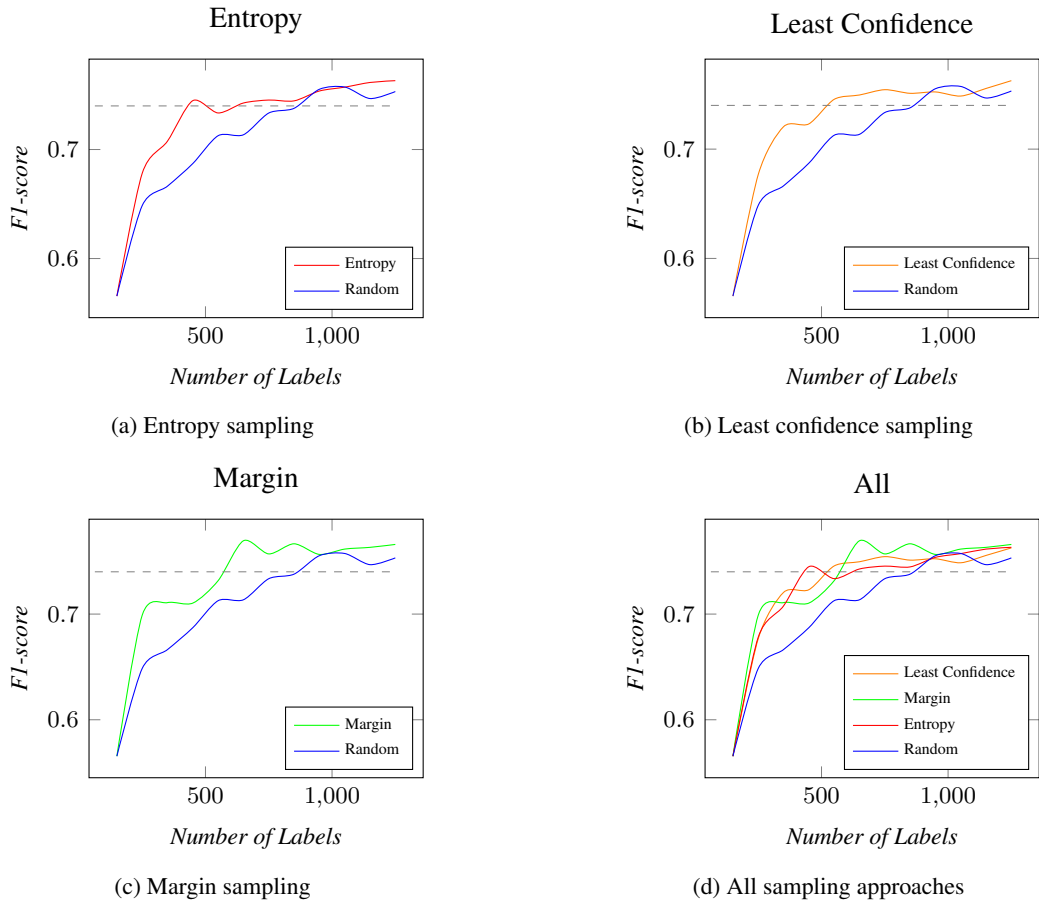 Entropy
0.7
0.6
F1-score
Entropy
Random
500
1,000
Number of Labels
(a) Entropy sampling
Least Confidence
0.7
0.6
F1-score
Least Confidence
Random
500
1,000
Number of Labels
(b) Least confidence sampling
Margin
0.7
0.6
F1-score
Margin
Random
500
1,000
Number of Labels
(c) Margin sampling
All
0.7
0.6
F1-score
Least Confidence
Margin
Entropy
Random
500
1,000
Number of Labels
(d) All sampling approaches